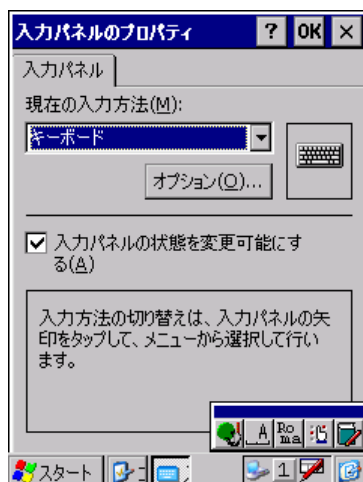 入力パネルのプロパティ ? OK ×
入力パネル
現在の入力方法(M):
キーボード
オプション(O)...
入力パネルの状態を変更可能にす
る(A)
入力方法の切り替えは、入力パネルの矢
印をタップして、メニューから選択して行い
ます。
A Ro ma
スタート コ 1